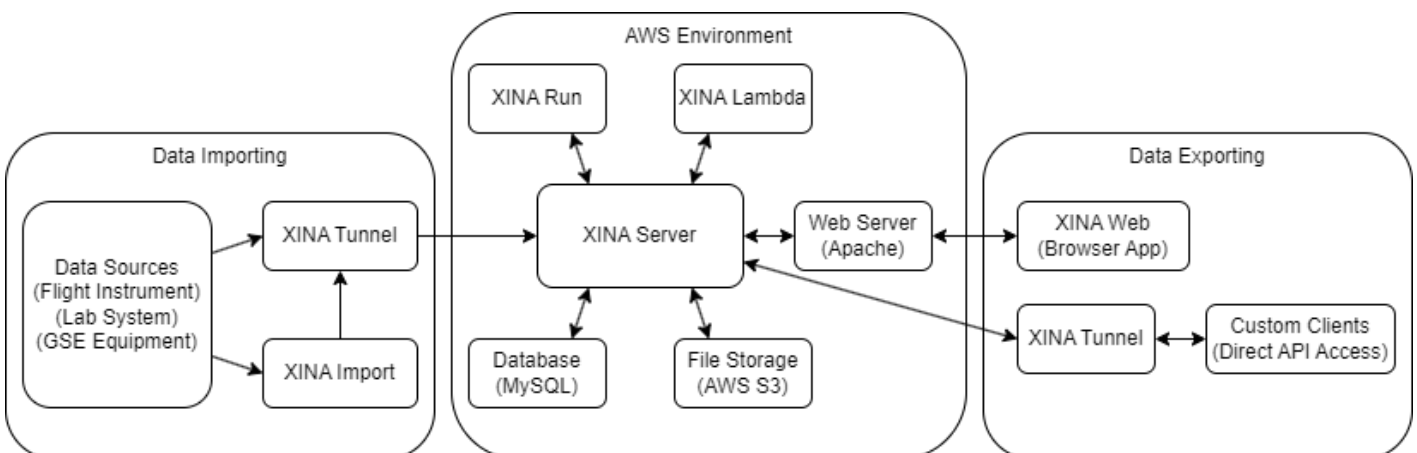 Data Importing
Data Sources
(Flight Instrument)
(Lab System)
(GSE Equipment)
XINA Tunnel
XINA Import
AWS Environment
XINA Run
XINA Lambda
XINA Server
Web Server
(Apache)
Database
(MySQL)
File Storage
(AWS S3)
Data Exporting
XINA Web
(Browser App)
XINA Tunnel
Custom Clients
(Direct API Access)